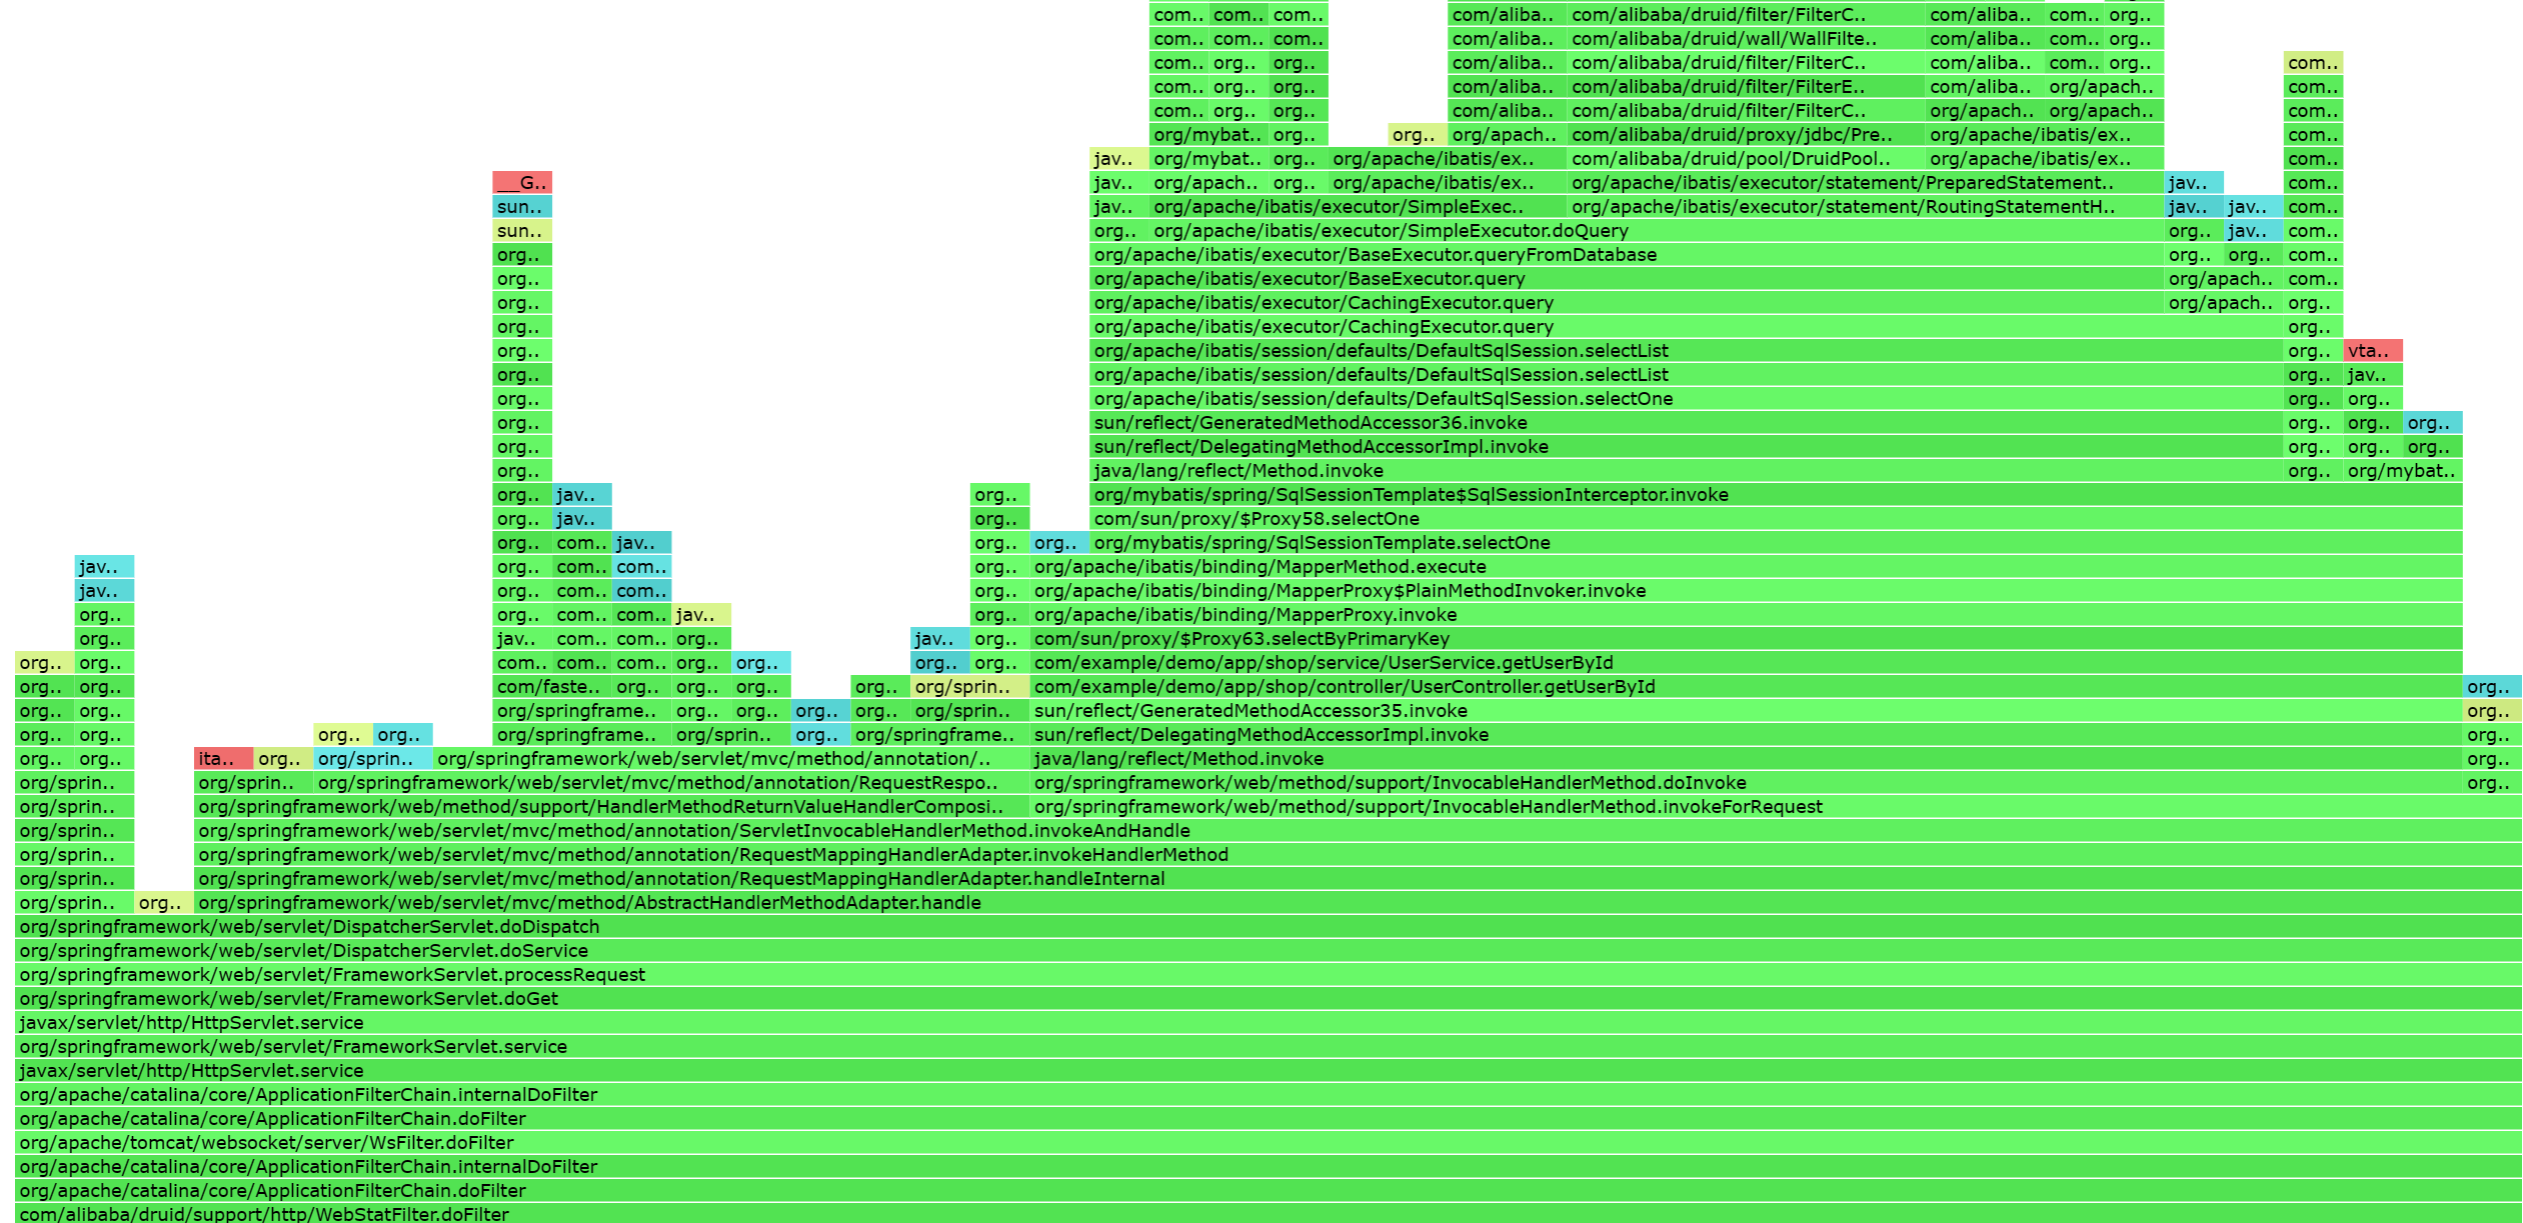 com.. com.. com.. com/aliba.. com/alibaba/druid/filter/FilterC.. com/aliba.. com.. org..
com.. com.. com.. com/aliba.. com/alibaba/druid/wall/WallFilte.. com/aliba.. com.. org..
com.. org.. org.. com/aliba.. com/alibaba/druid/filter/FilterC.. com/aliba.. com.. org.. com..
com.. org.. org.. com/aliba.. com/alibaba/druid/filter/FilterE.. com/aliba.. org/apach.. com..
com.. org.. org.. com/aliba.. com/alibaba/druid/filter/FilterC.. org/apach.. org/apach.. com..
org/mybat.. org.. org.. org/apach.. com/alibaba/druid/proxy/jdbc/Pre.. org/apache/ibatis/ex.. com..
jav.. org/mybat.. org.. org/apache/ibatis/ex.. com/alibaba/druid/pool/DruidPool.. org/apache/ibatis/ex.. com..
__G.. jav.. org/apach.. org.. org/apache/ibatis/ex.. org/apache/ibatis/executor/statement/PreparedStatement.. jav.. com..
sun.. jav.. org/apache/ibatis/executor/SimpleExec.. org/apache/ibatis/executor/statement/RoutingStatementH.. jav.. jav.. com..
sun.. org.. org/apache/ibatis/executor/SimpleExecutor.doQuery org.. jav.. com..
org.. org/apache/ibatis/executor/BaseExecutor.queryFromDatabase org.. org.. com..
org.. org/apache/ibatis/executor/BaseExecutor.query org/apach.. com..
org.. org/apache/ibatis/executor/CachingExecutor.query org/apach.. org..
org.. org/apache/ibatis/executor/CachingExecutor.query org..
org.. org/apache/ibatis/session/defaults/DefaultSqlSession.selectList org.. vta..
org.. org/apache/ibatis/session/defaults/DefaultSqlSession.selectList org.. jav..
org.. org/apache/ibatis/session/defaults/DefaultSqlSession.selectOne org.. org..
org.. sun/reflect/GeneratedMethodAccessor36.invoke org.. org.. org..
org.. sun/reflect/DelegatingMethodAccessorImpl.invoke org.. org.. org..
org.. java/lang/reflect/Method.invoke org.. org/mybat..
org.. jav.. org.. org/mybatis/spring/SqlSessionTemplate$SqlSessionInterceptor.invoke
org.. jav.. org.. com/sun/proxy/$Proxy58.selectOne
org.. com.. jav.. org.. org.. org/mybatis/spring/SqlSessionTemplate.selectOne
jav.. org.. com.. com.. org.. org/apache/ibatis/binding/MapperMethod.execute
jav.. org.. com.. com.. org.. org/apache/ibatis/binding/MapperProxy$PlainMethodInvoker.invoke
org.. org.. com.. com.. jav.. org.. org/apache/ibatis/binding/MapperProxy.invoke
org.. jav.. com.. com.. org.. jav.. org.. com/sun/proxy/$Proxy63.selectByPrimaryKey
org.. org.. com.. com.. com.. org.. org.. org.. org.. com/example/demo/app/shop/service/UserService.getUserById
org.. org.. com/faste.. org.. org.. org.. org.. org/sprin.. com/example/demo/app/shop/controller/UserController.getUserById org..
org.. org.. org/springframe.. org.. org.. org.. org.. org/sprin.. sun/reflect/GeneratedMethodAccessor35.invoke org..
org.. org.. org.. org.. org/springframe.. org/sprin.. org.. org/springframe.. sun/reflect/DelegatingMethodAccessorImpl.invoke org..
org.. org.. ita.. org.. org/sprin.. org/springframework/web/servlet/mvc/method/annotation/.. java/lang/reflect/Method.invoke org..
org/sprin.. org/sprin.. org/springframework/web/servlet/mvc/method/annotation/RequestRespo.. org/springframework/web/method/support/InvocableHandlerMethod.doInvoke org..
org/sprin.. org/springframework/web/method/support/HandlerMethodReturnValueHandlerComposi.. org/springframework/web/method/support/InvocableHandlerMethod.invokeForRequest
org/sprin.. org/springframework/web/servlet/mvc/method/annotation/ServletInvocableHandlerMethod.invokeAndHandle
org/sprin.. org/springframework/web/servlet/mvc/method/annotation/RequestMappingHandlerAdapter.invokeHandlerMethod
org/sprin.. org/springframework/web/servlet/mvc/method/annotation/RequestMappingHandlerAdapter.handleInternal
org/sprin.. org.. org/springframework/web/servlet/mvc/method/AbstractHandlerMethodAdapter.handle
org/springframework/web/servlet/DispatcherServlet.doDispatch
org/springframework/web/servlet/DispatcherServlet.doService
org/springframework/web/servlet/FrameworkServlet.processRequest
org/springframework/web/servlet/FrameworkServlet.doGet
javax/servlet/http/HttpServlet.service
org/springframework/web/servlet/FrameworkServlet.service
javax/servlet/http/HttpServlet.service
org/apache/catalina/core/ApplicationFilterChain.internalDoFilter
org/apache/catalina/core/ApplicationFilterChain.doFilter
org/apache/tomcat/websocket/server/WsFilter.doFilter
org/apache/catalina/core/ApplicationFilterChain.internalDoFilter
org/apache/catalina/core/ApplicationFilterChain.doFilter
com/alibaba/druid/support/http/WebStatFilter.doFilter